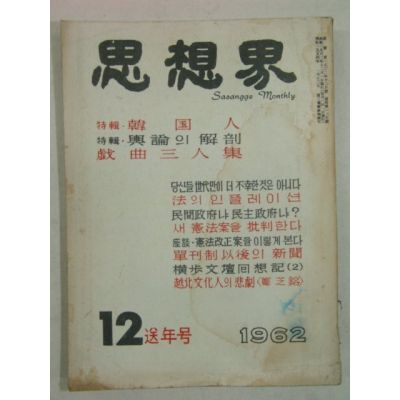 思想界
Sasangge Monthly
特輯·韓国人
特輯·輿論의 解剖
戱曲三人集
당신들 世代만이 더 不幸한것은 아니다
法의 인플레이션
民間政府냐 民主政府냐?
새 憲法案을 批判한다
座談·憲法改正案을 이렇게 본다
單刊制以後의 新聞
横歩文壇回想記(2)
越北文化人의 悲劇
12 送年号
1962